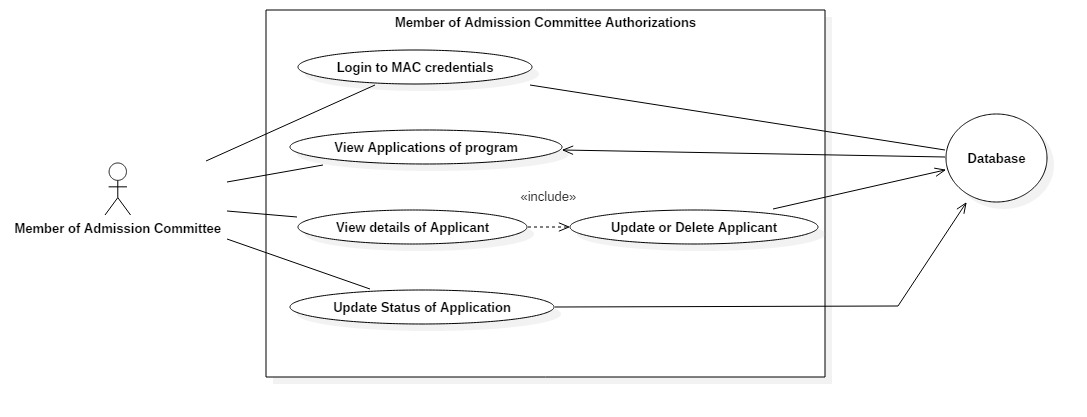 Member of Admission Committee Authorizations
Login to MAC credentials
View Applications of program
Database
«include»
Member of Admission Committee
View details of Applicant
Update or Delete Applicant
Update Status of Application